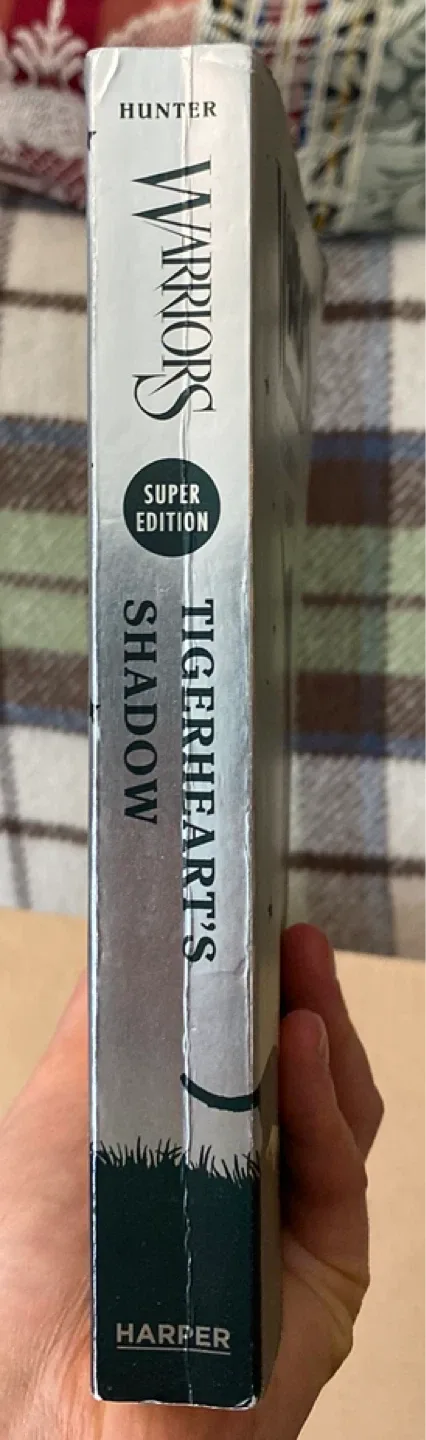 HUNTER
WARRIORS
SUPER
EDITION
TIGERHEART'S
SHADOW
HARPER